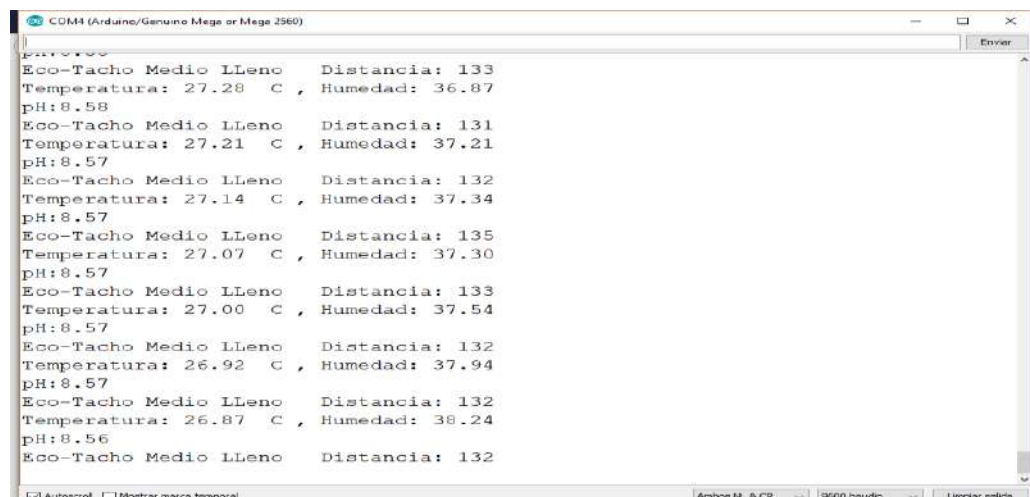 COM4 (Arduino/Genuino Mega or Mega 2560)
Enviar
Eco-Tacho Medio LLeno Distancia: 133
Temperatura: 27.28 C , Humedad: 36.87
pH:8.58
Eco-Tacho Medio LLeno Distancia: 131
Temperatura: 27.21 C , Humedad: 37.21
pH:8.57
Eco-Tacho Medio LLeno Distancia: 132
Temperatura: 27.14 C , Humedad: 37.34
pH:8.57
Eco-Tacho Medio LLeno Distancia: 135
Temperatura: 27.07 C , Humedad: 37.30
pH:8.57
Eco-Tacho Medio LLeno Distancia: 133
Temperatura: 27.00 C , Humedad: 37.54
pH:8.57
Eco-Tacho Medio LLeno Distancia: 132
Temperatura: 26.92 C , Humedad: 37.94
pH:8.57
Eco-Tacho Medio LLeno Distancia: 132
Temperatura: 26.87 C , Humedad: 38.24
pH:8.56
Eco-Tacho Medio LLeno Distancia: 132
Autoscroll Mostrar marca temporal 9600 baudio Limpiar salida